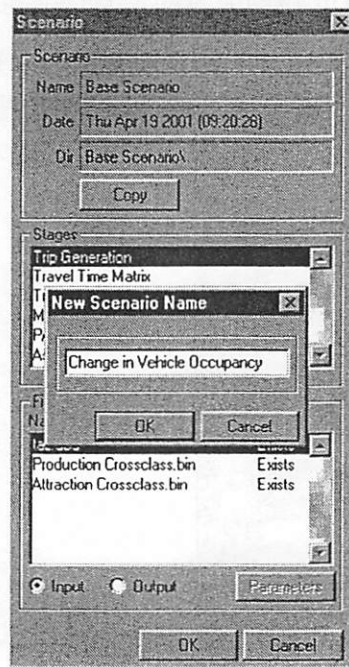 Scenario
Scenario
Name Base Scenario
Date Thu Apr 19 2001 (09:20:28)
Dir Base Scenario\
Copy
Stages
Trip Generation
Travel Time Matrix
New Scenario Name
Change in Vehicle Occupancy
OK Cancel
Exists
Production Crossclass.bin Exists
Attraction Crossclass.bin Exists
Input Output Parameters
OK Cancel